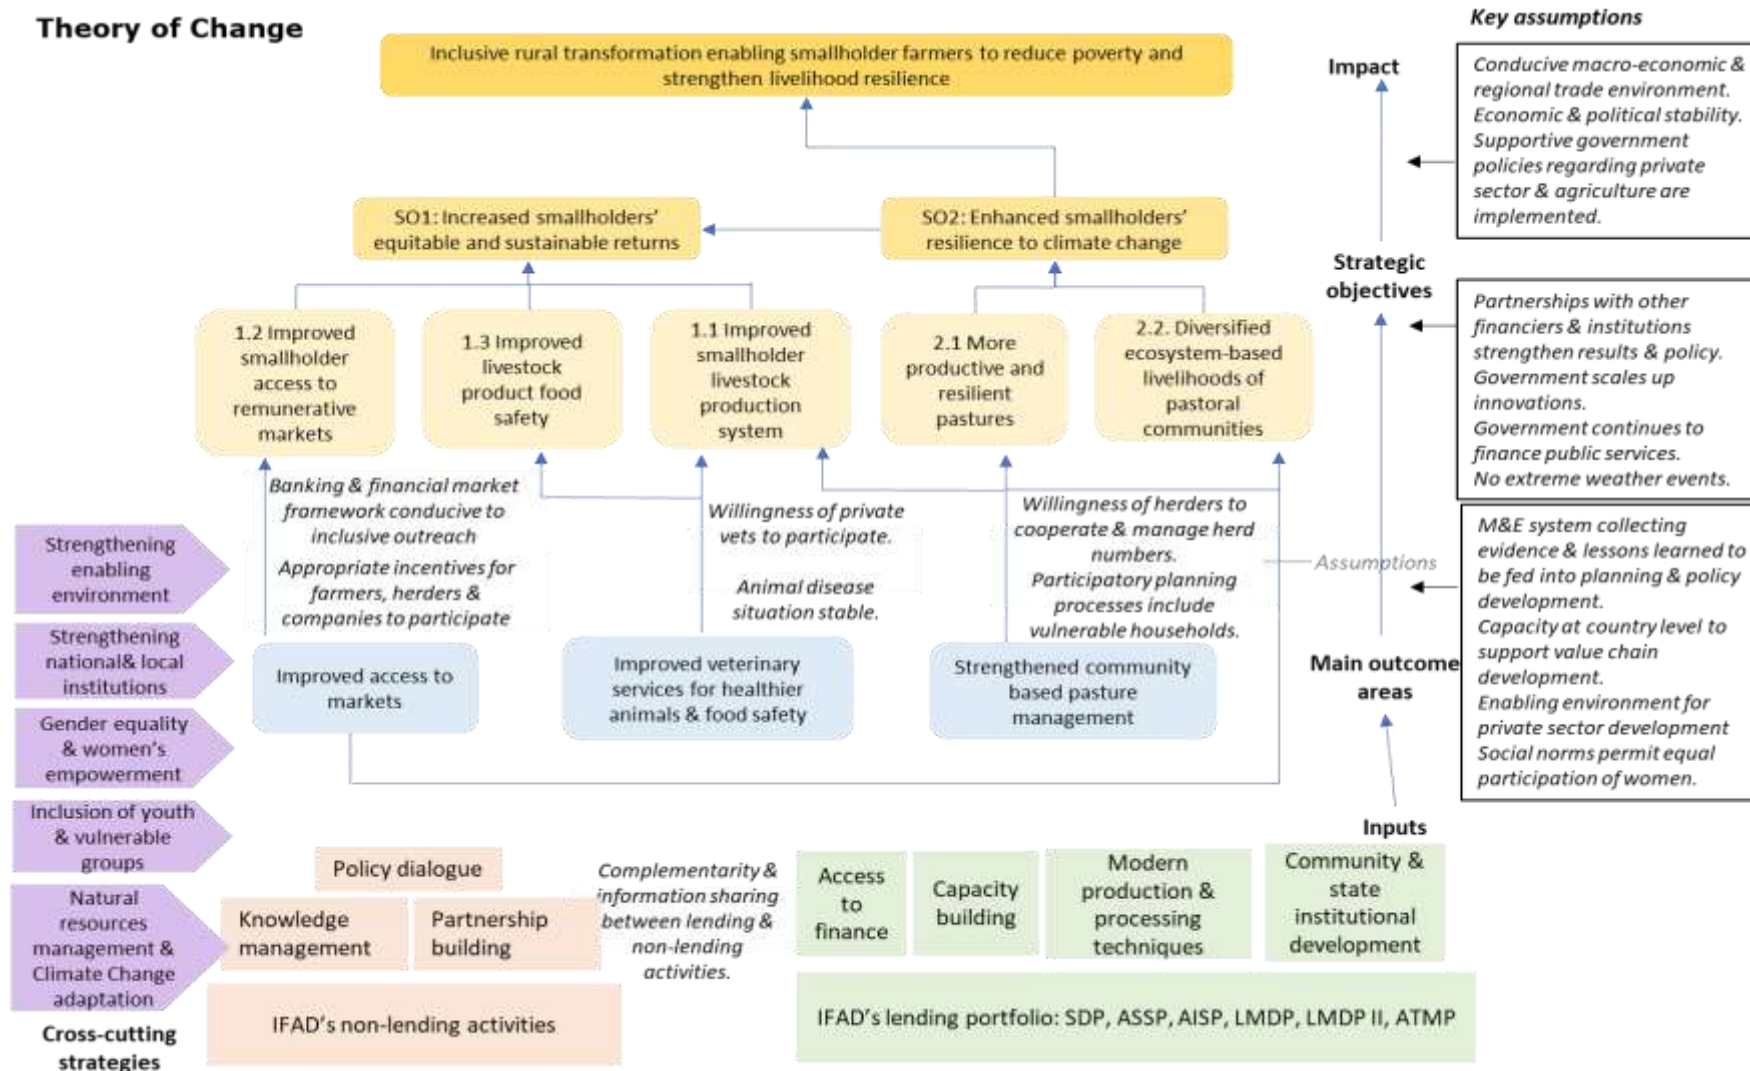 Theory of Change
Key assumptions
Inclusive rural transformation enabling smallholder farmers to reduce poverty and
strengthen livelihood resilience
Impact
Conducive macro-economic &
regional trade environment.
Economic & political stability.
Supportive government
policies regarding private
sector & agriculture are
implemented.
SO1: Increased smallholders'
equitable and sustainable returns
SO2: Enhanced smallholders'
resilience to climate change
Strategic
objectives
Partnerships with other
financiers & institutions
strengthen results & policy.
Government scales up
innovations.
Government continues to
finance public services.
No extreme weather events.
1.2 Improved
smallholder
access to
remunerative
markets
1.3 Improved
livestock
product food
safety
1.1 Improved
smallholder
livestock
production
system
2.1 More
productive and
resilient
pastures
2.2. Diversified
ecosystem-based
livelihoods of
pastoral
communities
Banking & financial market
framework conducive to
inclusive outreach
Appropriate incentives for
farmers, herders &
companies to participate
Willingness of private
vets to participate.
Animal disease
situation stable.
Willingness of herders to
cooperate & manage herd
numbers.
Participatory planning
processes include
vulnerable households.
Assumptions
M&E system collecting
evidence & lessons learned to
be fed into planning & policy
development.
Capacity at country level to
support value chain
development.
Enabling environment for
private sector development
Social norms permit equal
participation of women.
Strengthening
enabling
environment
Strengthening
national& local
institutions
Gender equality
& women's
empowerment
Inclusion of youth
& vulnerable
groups
Natural
resources
management &
Climate Change
adaptation
Cross-cutting
strategies
Improved access to
markets
Improved veterinary
services for healthier
animals & food safety
Strengthened community
based pasture
management
Main outcome
areas
Inputs
Policy dialogue
Knowledge
management
Partnership
building
IFAD's non-lending activities
Complementarity &
information sharing
between lending &
non-lending
activities.
Access
to
finance
Capacity
building
Modern
production &
processing
techniques
Community &
state
institutional
development
IFAD's lending portfolio: SDP, ASSP, AISP, LMDP, LMDP II, ATMP